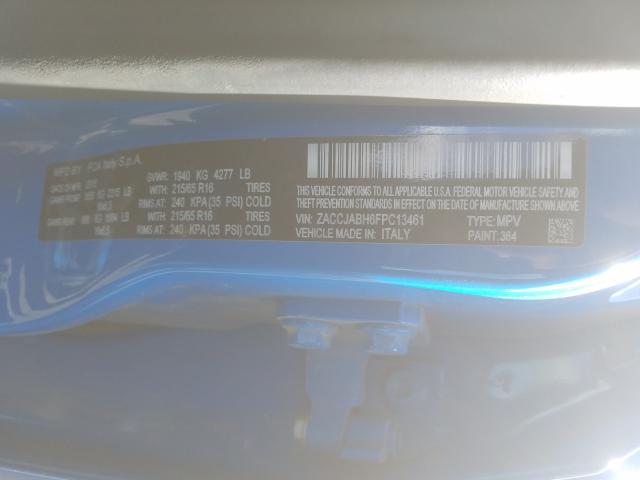 MFD BY: FCA Italy S.p.A.
GVWR: 1940 KG 4277 LB
WITH: 215/65 R16 TIRES
RIMS AT: 240 KPA (35 PSI) COLD
WITH: 215/65 R16 TIRES
RIMS AT: 240 KPA (35 PSI) COLD
THIS VEHICLE CONFORMS TO ALL APPLICABLE U.S.A. FEDERAL MOTOR VEHICLE SAFETY,
THEFT PREVENTION STANDARDS IN EFFECT ON THE DATE OF MANUFACTURE SHOWN ABOVE.
VIN: ZACCJABH6FPC13461 TYPE: MPV
VEHICLE MADE IN: ITALY PAINT: 364